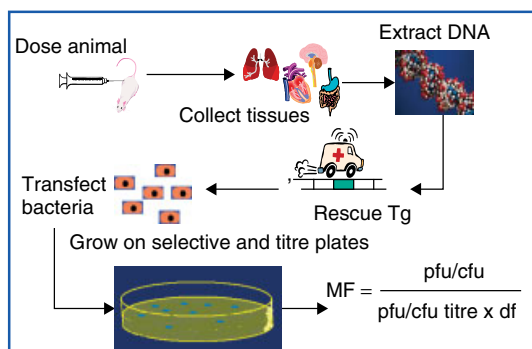 Dose animal
Collect tissues
Extract DNA
Rescue Tg
Transfect
bacteria
Grow on selective and titre plates
MF = pfu/cfu
pfu/cfu titre x df